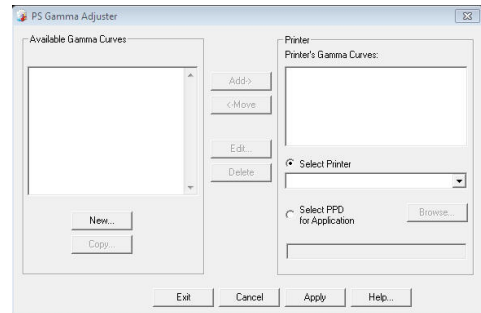 PS Gamma Adjuster
Available Gamma Curves
Printer
Printer's Gamma Curves:
Add->
<-Move
Edit...
Delete
Select Printer
Select PPD
for Application
Browse...
New...
Copy...
Exit
Cancel
Apply
Help...